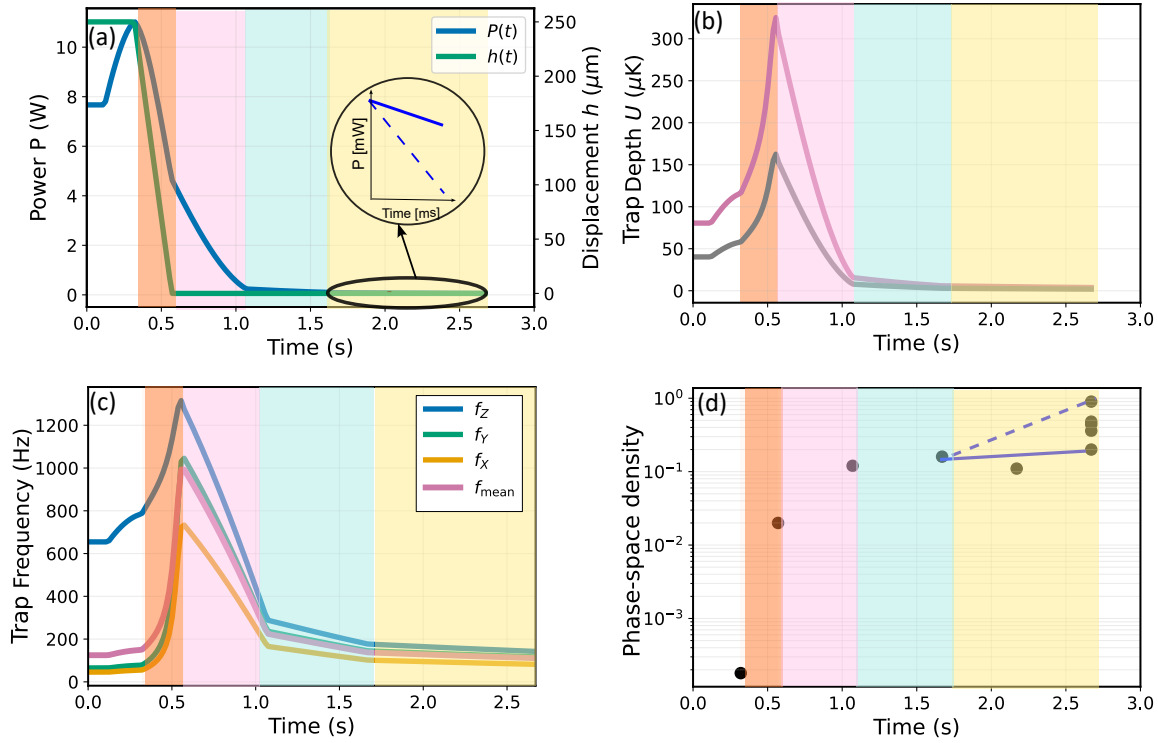 (a)
P(t)
h(t)
10
8
6
4
2
0
Power P (W)
250
200
150
100
50
0
Displacement h (μm)
P [mW]
Time [ms]
0.0 0.5 1.0 1.5 2.0 2.5 3.0
Time (s)
(b)
300
250
200
150
100
50
0
Trap Depth U (μK)
0.0 0.5 1.0 1.5 2.0 2.5 3.0
Time (s)
(c)
f_Z
f_Y
f_X
f_mean
1200
1000
800
600
400
200
0
Trap Frequency (Hz)
0.0 0.5 1.0 1.5 2.0 2.5
Time (s)
(d)
10⁰
10⁻¹
10⁻²
10⁻³
Phase-space density
0.0 0.5 1.0 1.5 2.0 2.5 3.0
Time (s)